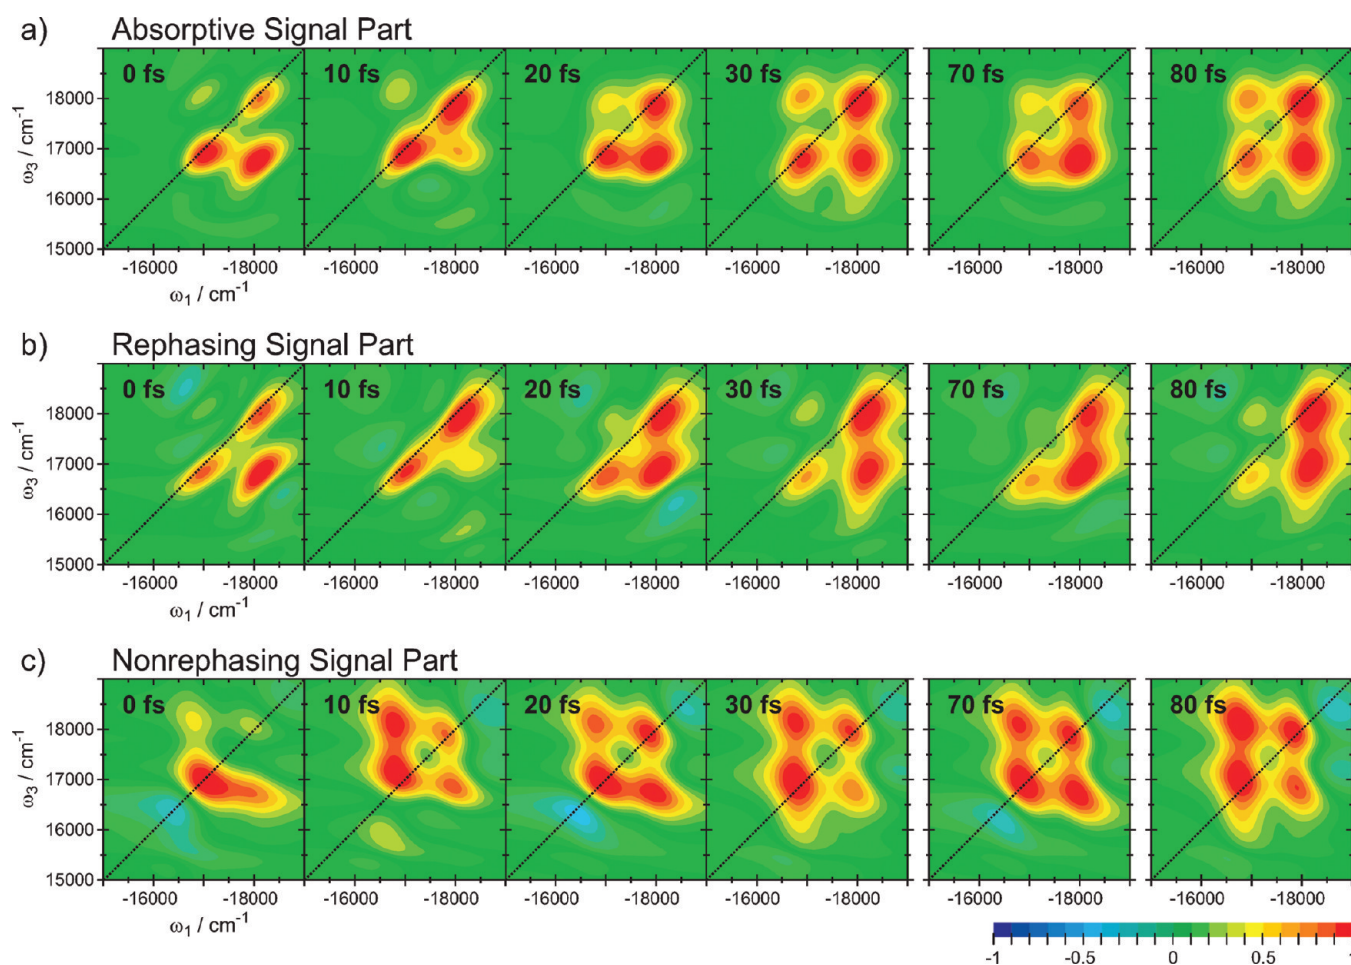 a) Absorptive Signal Part
0 fs 10 fs 20 fs 30 fs 70 fs 80 fs
18000
17000
16000
15000
ω3 / cm-1
-16000 -18000 -16000 -18000 -16000 -18000 -16000 -18000 -16000 -18000 -16000 -18000
ω1 / cm-1
b) Rephasing Signal Part
0 fs 10 fs 20 fs 30 fs 70 fs 80 fs
18000
17000
16000
15000
ω3 / cm-1
-16000 -18000 -16000 -18000 -16000 -18000 -16000 -18000 -16000 -18000 -16000 -18000
ω1 / cm-1
c) Nonrephasing Signal Part
0 fs 10 fs 20 fs 30 fs 70 fs 80 fs
18000
17000
16000
15000
ω3 / cm-1
-16000 -18000 -16000 -18000 -16000 -18000 -16000 -18000 -16000 -18000 -16000 -18000
ω1 / cm-1
-1 -0.5 0 0.5 1